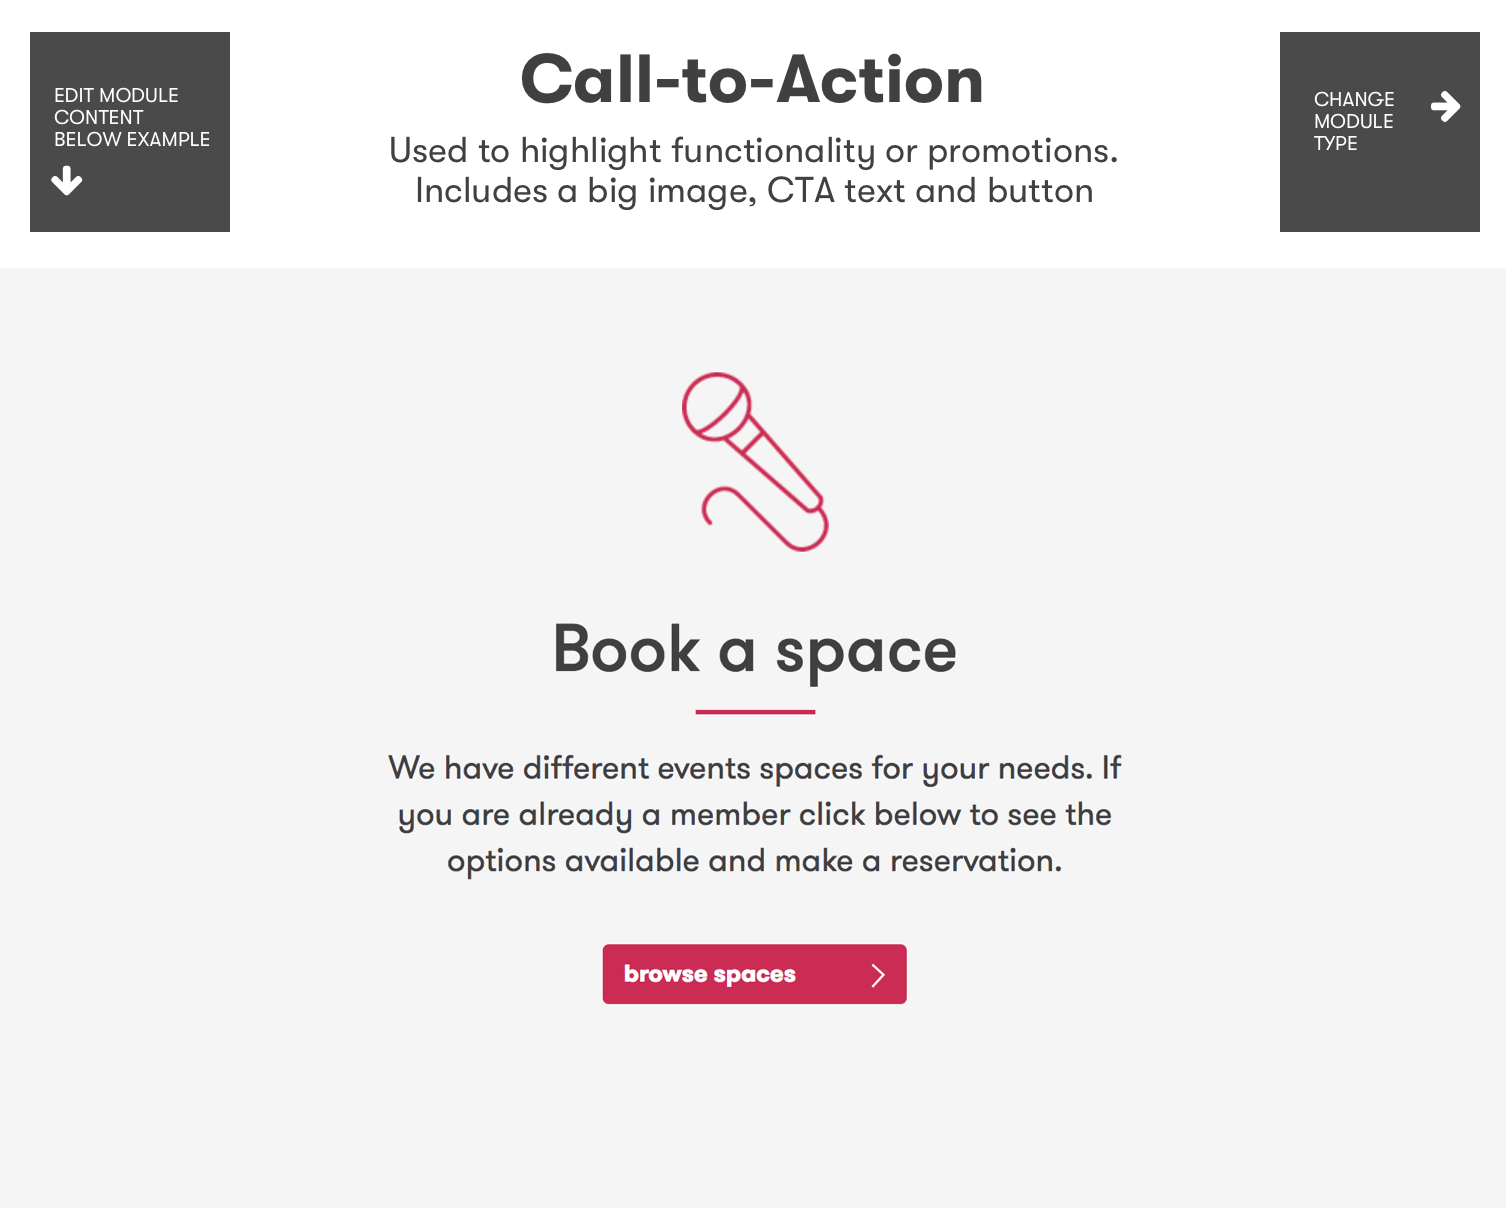 EDIT MODULE
CONTENT
BELOW EXAMPLE
Call-to-Action
Used to highlight functionality or promotions.
Includes a big image, CTA text and button
CHANGE
MODULE
TYPE
Book a space
We have different events spaces for your needs. If
you are already a member click below to see the
options available and make a reservation.
browse spaces